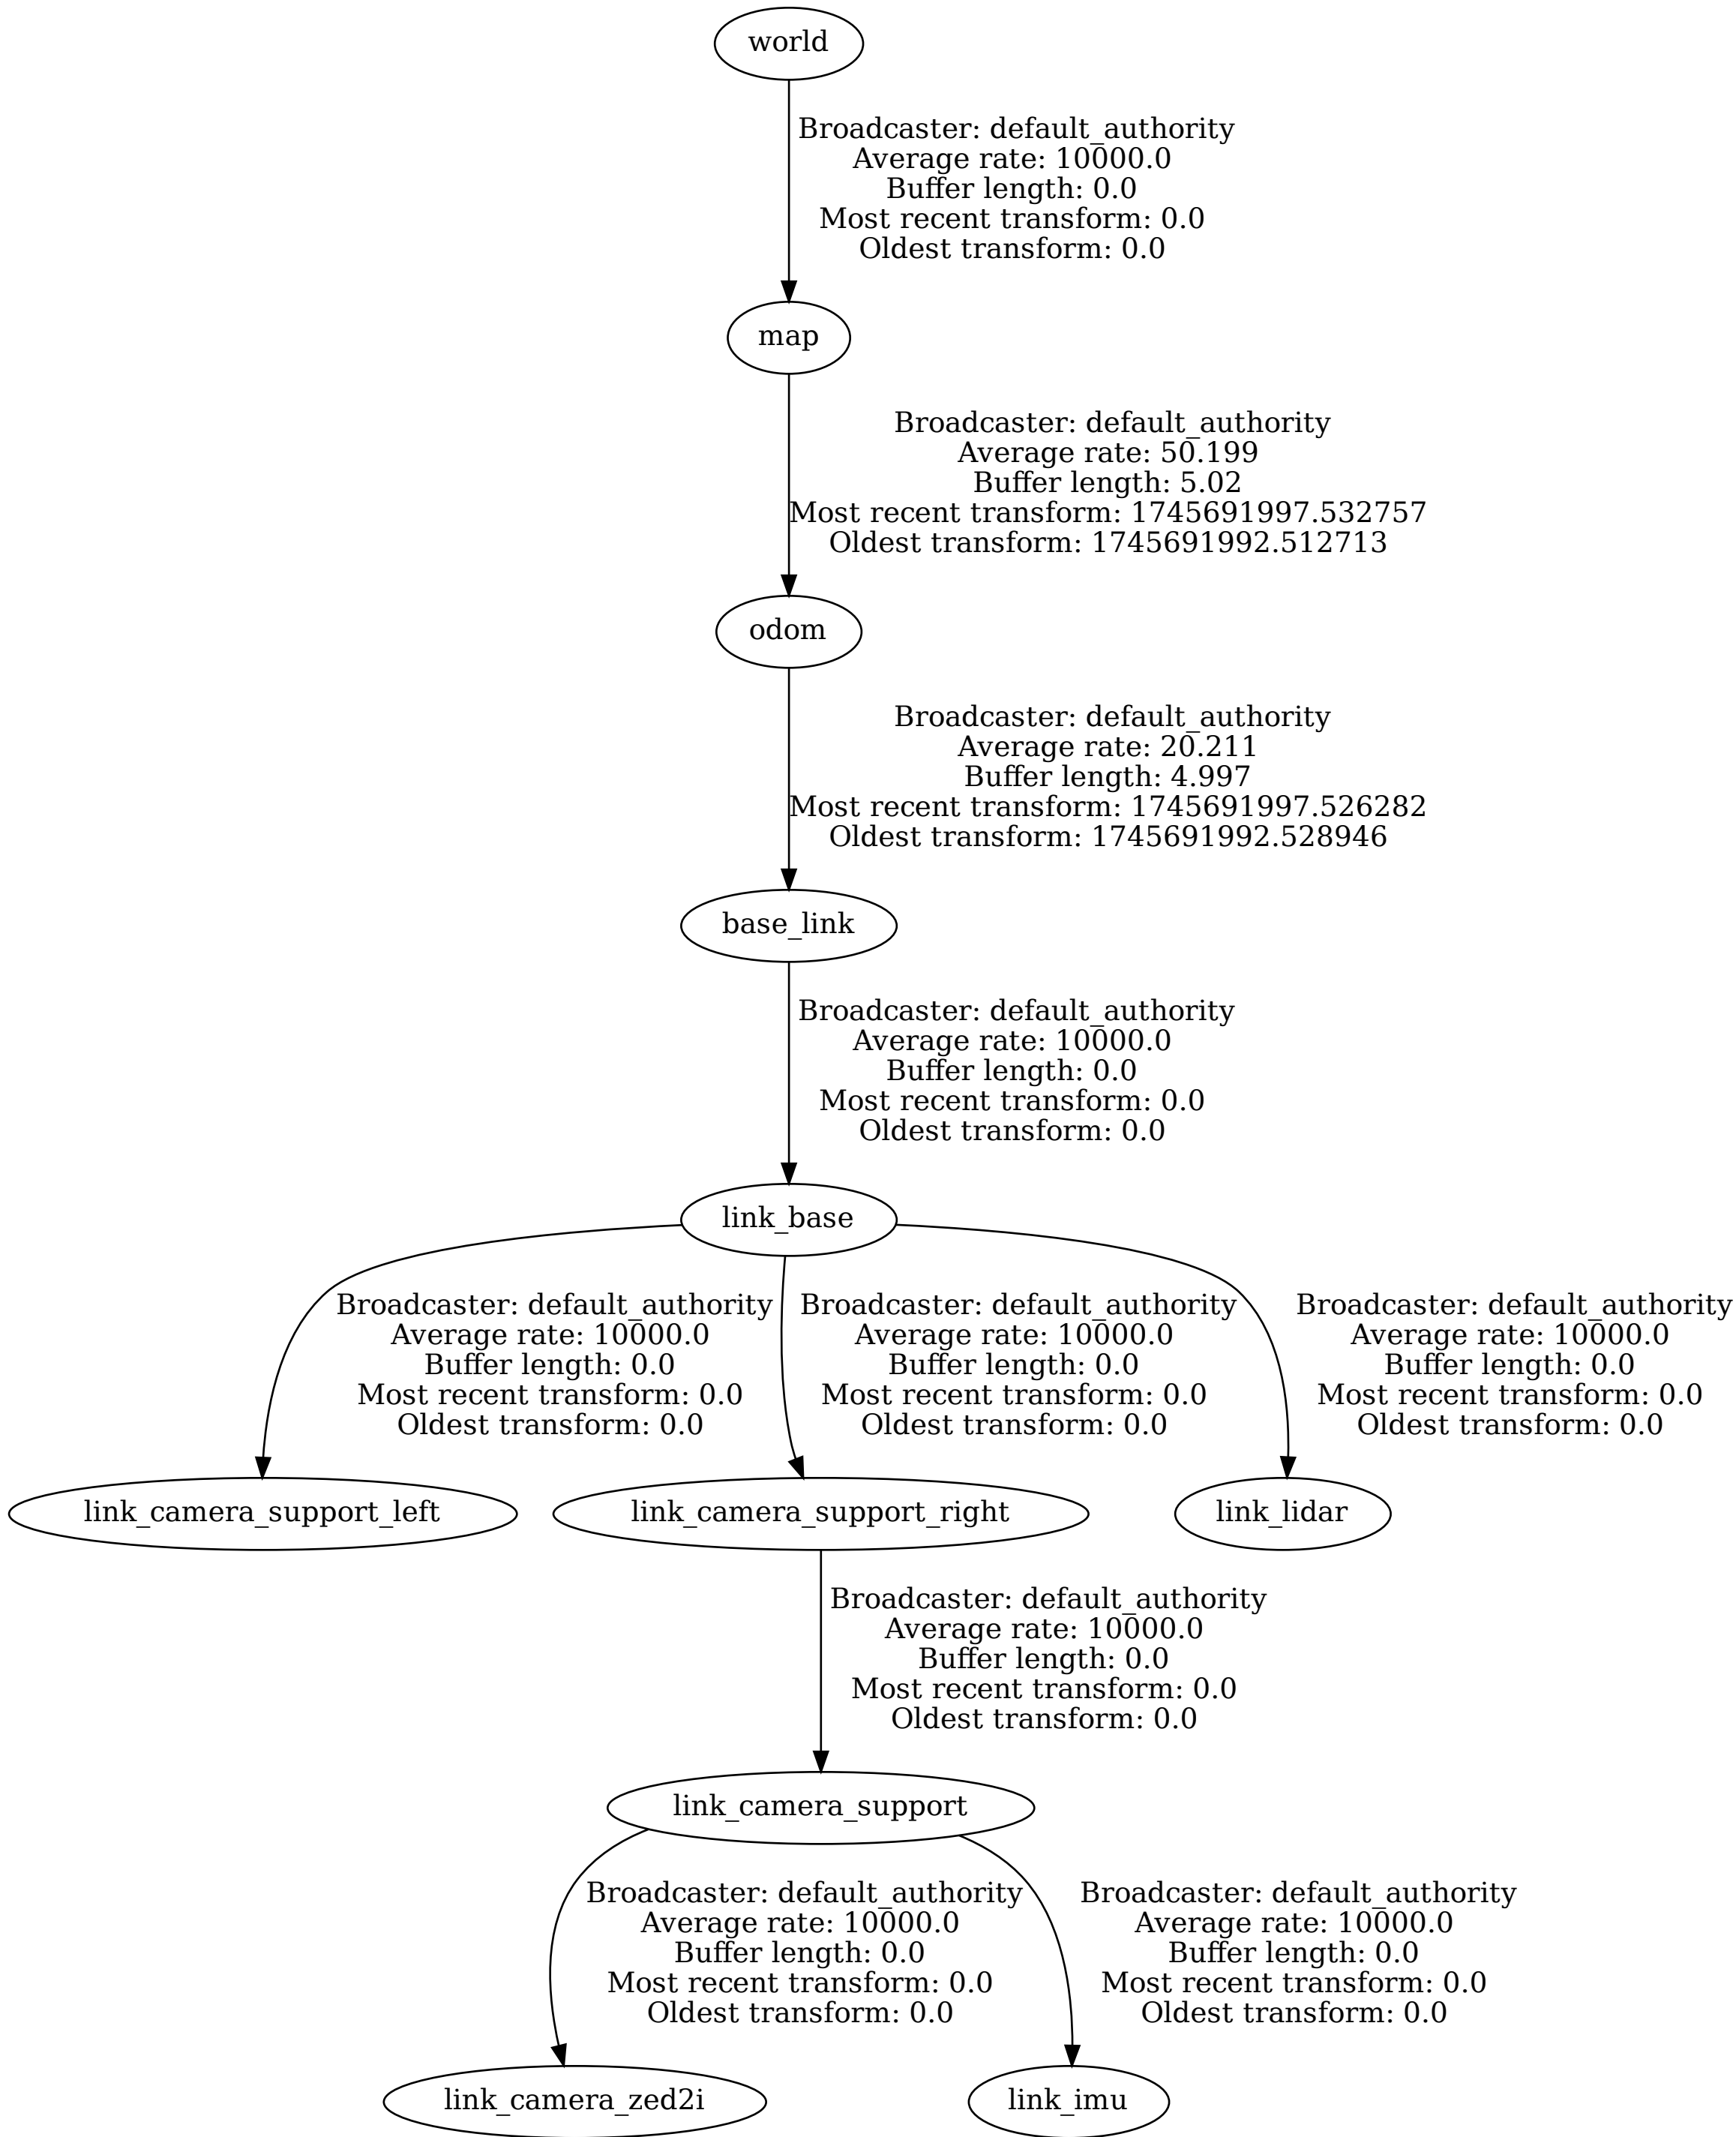 world
Broadcaster: default_authority
Average rate: 10000.0
Buffer length: 0.0
Most recent transform: 0.0
Oldest transform: 0.0
map
Broadcaster: default_authority
Average rate: 50.199
Buffer length: 5.02
Most recent transform: 1745691997.532757
Oldest transform: 1745691992.512713
odom
Broadcaster: default_authority
Average rate: 20.211
Buffer length: 4.997
Most recent transform: 1745691997.526282
Oldest transform: 1745691992.528946
base_link
Broadcaster: default_authority
Average rate: 10000.0
Buffer length: 0.0
Most recent transform: 0.0
Oldest transform: 0.0
link_base
Broadcaster: default_authority
Average rate: 10000.0
Buffer length: 0.0
Most recent transform: 0.0
Oldest transform: 0.0
Broadcaster: default_authority
Average rate: 10000.0
Buffer length: 0.0
Most recent transform: 0.0
Oldest transform: 0.0
Broadcaster: default_authority
Average rate: 10000.0
Buffer length: 0.0
Most recent transform: 0.0
Oldest transform: 0.0
link_camera_support_left
link_camera_support_right
link_lidar
Broadcaster: default_authority
Average rate: 10000.0
Buffer length: 0.0
Most recent transform: 0.0
Oldest transform: 0.0
link_camera_support
Broadcaster: default_authority
Average rate: 10000.0
Buffer length: 0.0
Most recent transform: 0.0
Oldest transform: 0.0
Broadcaster: default_authority
Average rate: 10000.0
Buffer length: 0.0
Most recent transform: 0.0
Oldest transform: 0.0
link_camera_zed2i
link_imu